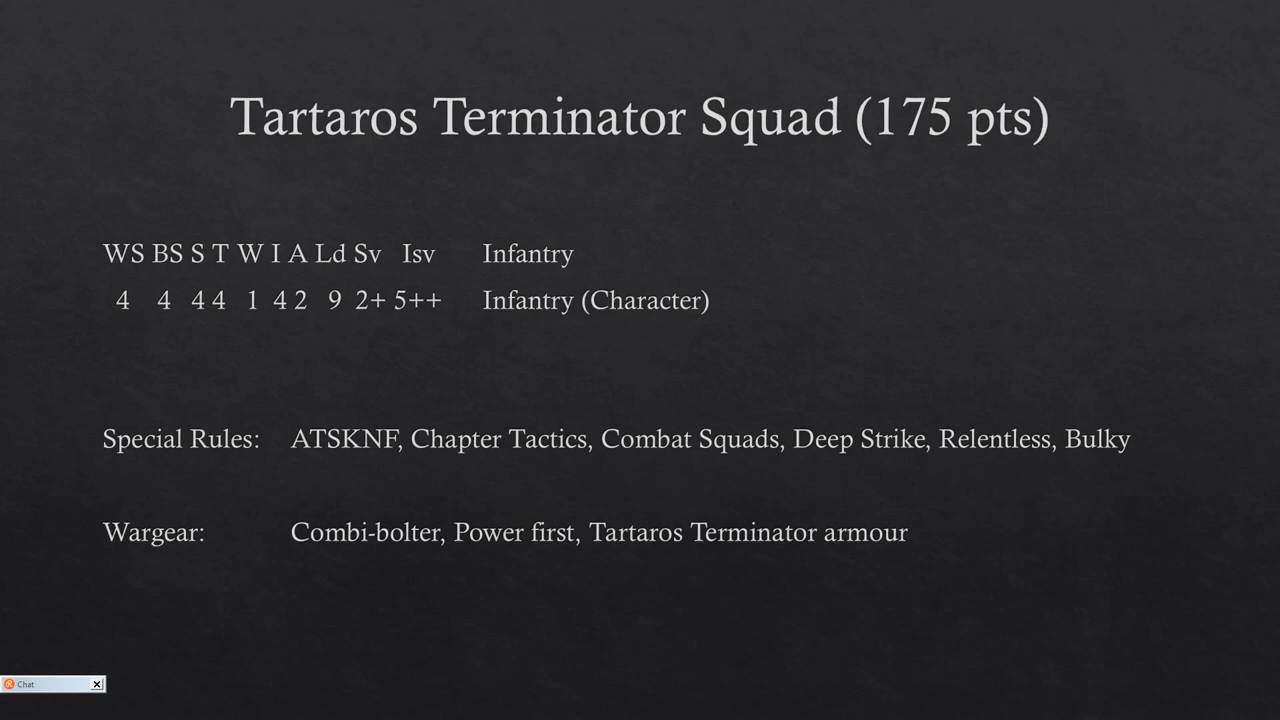 Tartaros Terminator Squad (175 pts)
WS BS S T W I A Ld Sv Isv Infantry
4 4 4 4 1 4 2 9 2+ 5++ Infantry (Character)
Special Rules: ATSKNF, Chapter Tactics, Combat Squads, Deep Strike, Relentless, Bulky
Wargear: Combi-bolter, Power first, Tartaros Terminator armour
Chat